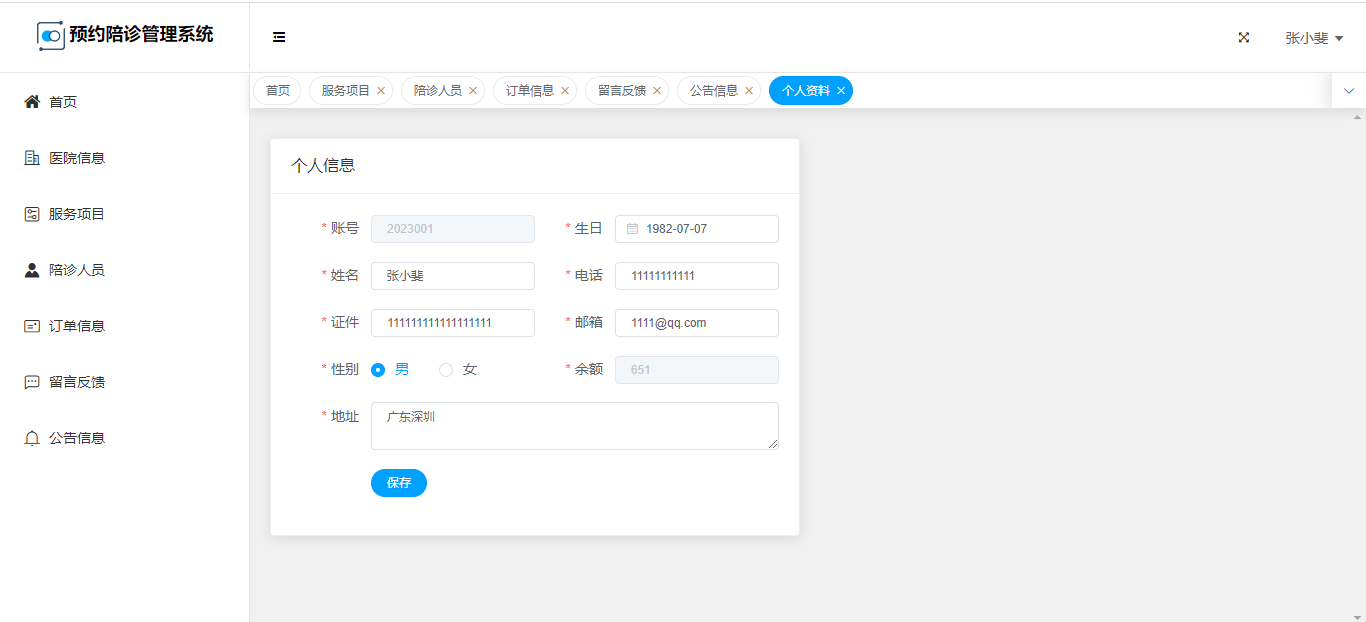 预约陪诊管理系统
张小斐
首页
医院信息
服务项目
陪诊人员
订单信息
留言反馈
公告信息
首页 服务项目 陪诊人员 订单信息 留言反馈 公告信息 个人资料
个人信息
* 账号 2023001 * 生日 1982-07-07
* 姓名 张小斐 * 电话 11111111111
* 证件 111111111111111111 * 邮箱 1111@qq.com
* 性别 男 女 * 余额 651
* 地址 广东深圳
保存